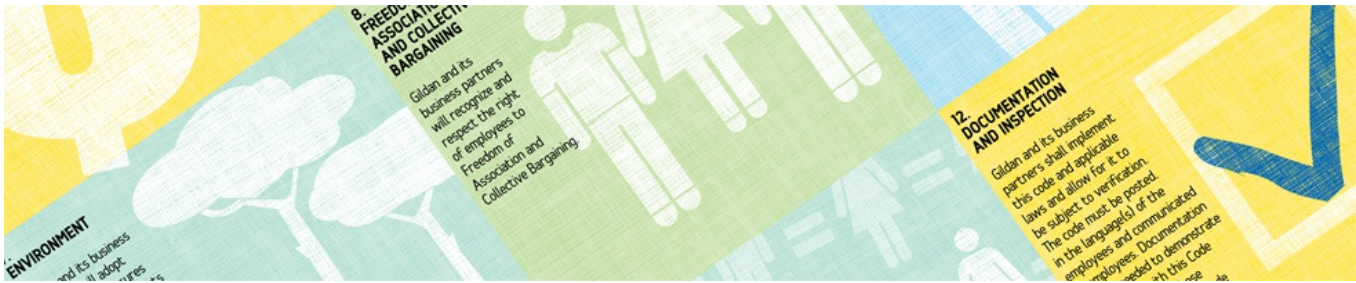 ENVIRONMENT
and its business
adopt
8.
FREEDOM
ASSOCIATION
AND COLLECTIVE
BARGAINING
Gildan and its
business partners
will recognize and
respect the right
of employees to
Freedom of
Association and
Collective Bargaining.
12.
DOCUMENTATION
AND INSPECTION
Gildan and its business
partners shall implement
this code and applicable
laws and allow for it to
be subject to verification.
The code must be posted.
in the language(s) of the
employees and communicated
employees. Documentation
needed to demonstrate
with this Code